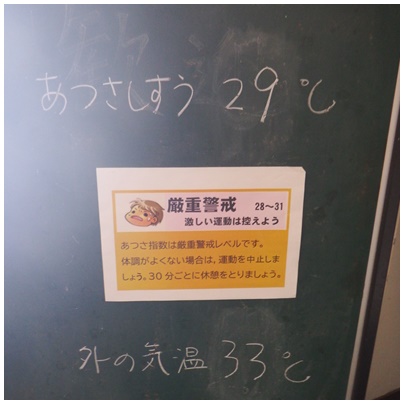 あつさしすう 29℃
厳重警戒 28～31
激しい運動は控えよう
あつさ指数は厳重警戒レベルです。
体調がよくない場合は，運動を中止しま
しょう。30分ごとに休憩をとりましょう。
外の気温 33℃